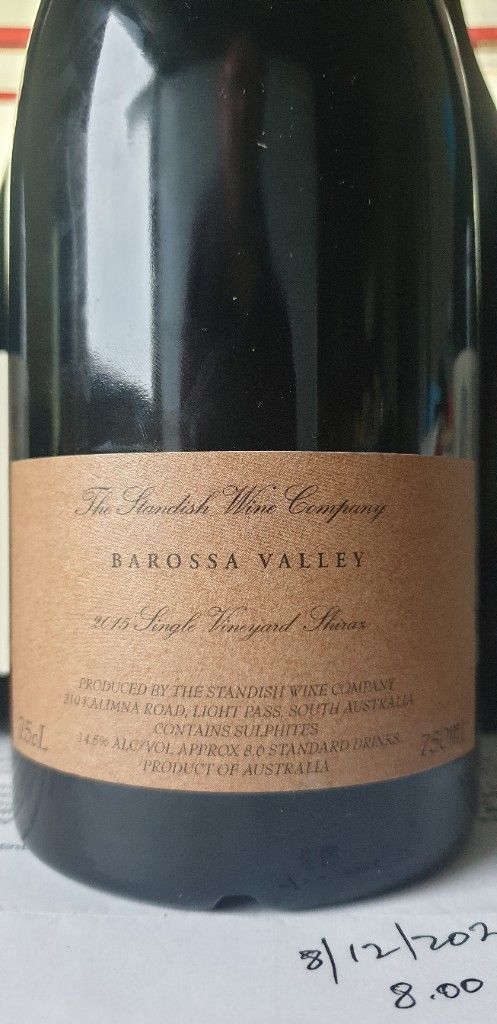 The Standish Wine Company
BAROSSA VALLEY
2015 Single Vineyard Shiraz
PRODUCED BY THE STANDISH WINE COMPANY
KALIMNA ROAD, LIGHT PASS, SOUTH AUSTRALIA
CONTAINS SULPHITES
14.6% ALC/VOL APPROX 8.0 STANDARD DRINKS
PRODUCT OF AUSTRALIA
75cL
750mL
8/12/202
8.00